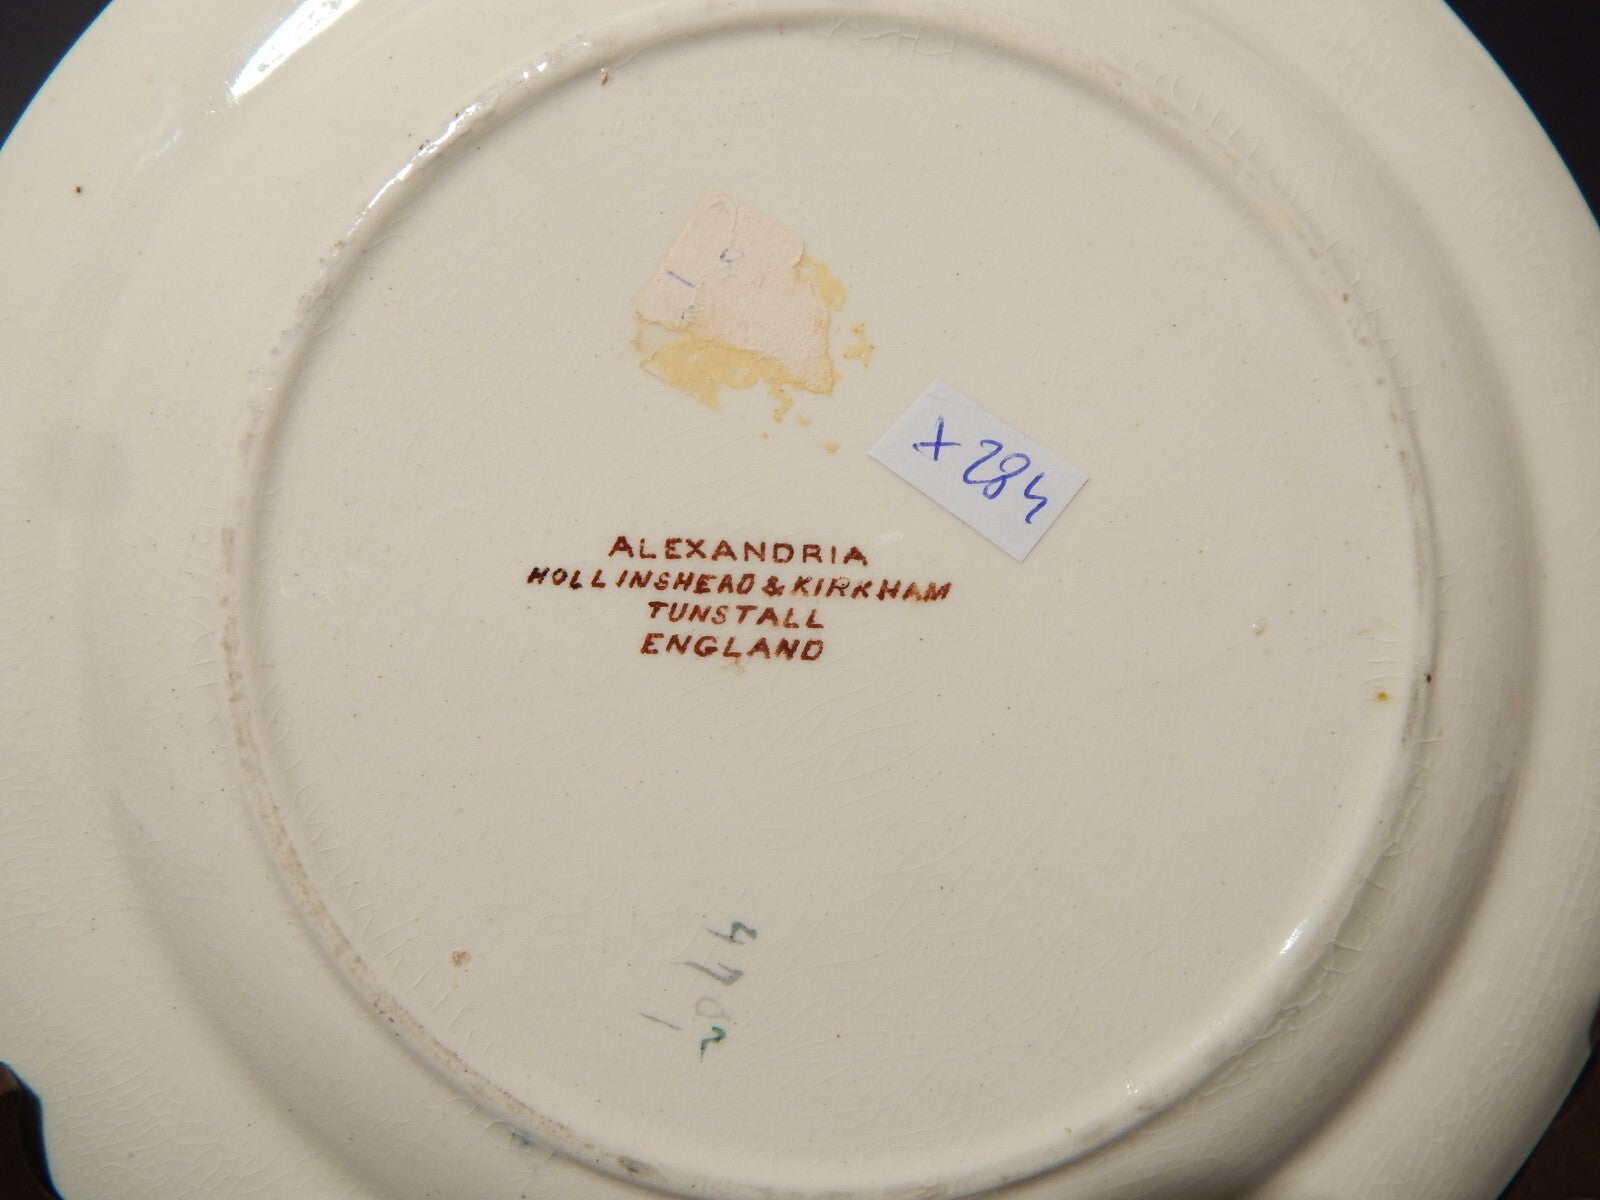 +284
ALEXANDRIA
HOLLINSHEAD & KIRKHAM
TUNSTALL
ENGLAND